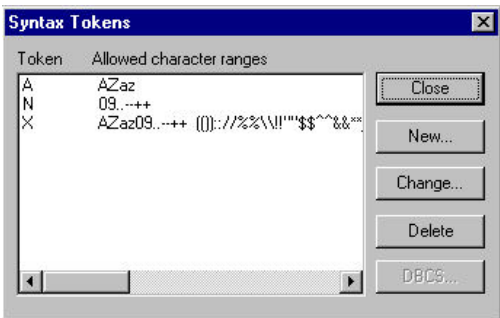 Syntax Tokens
Token Allowed character ranges
A AZaz
N 09..--++
X AZaz09..--++ (())::://%%\\!!""$$^^&&**
Close
New...
Change...
Delete
DBCS...